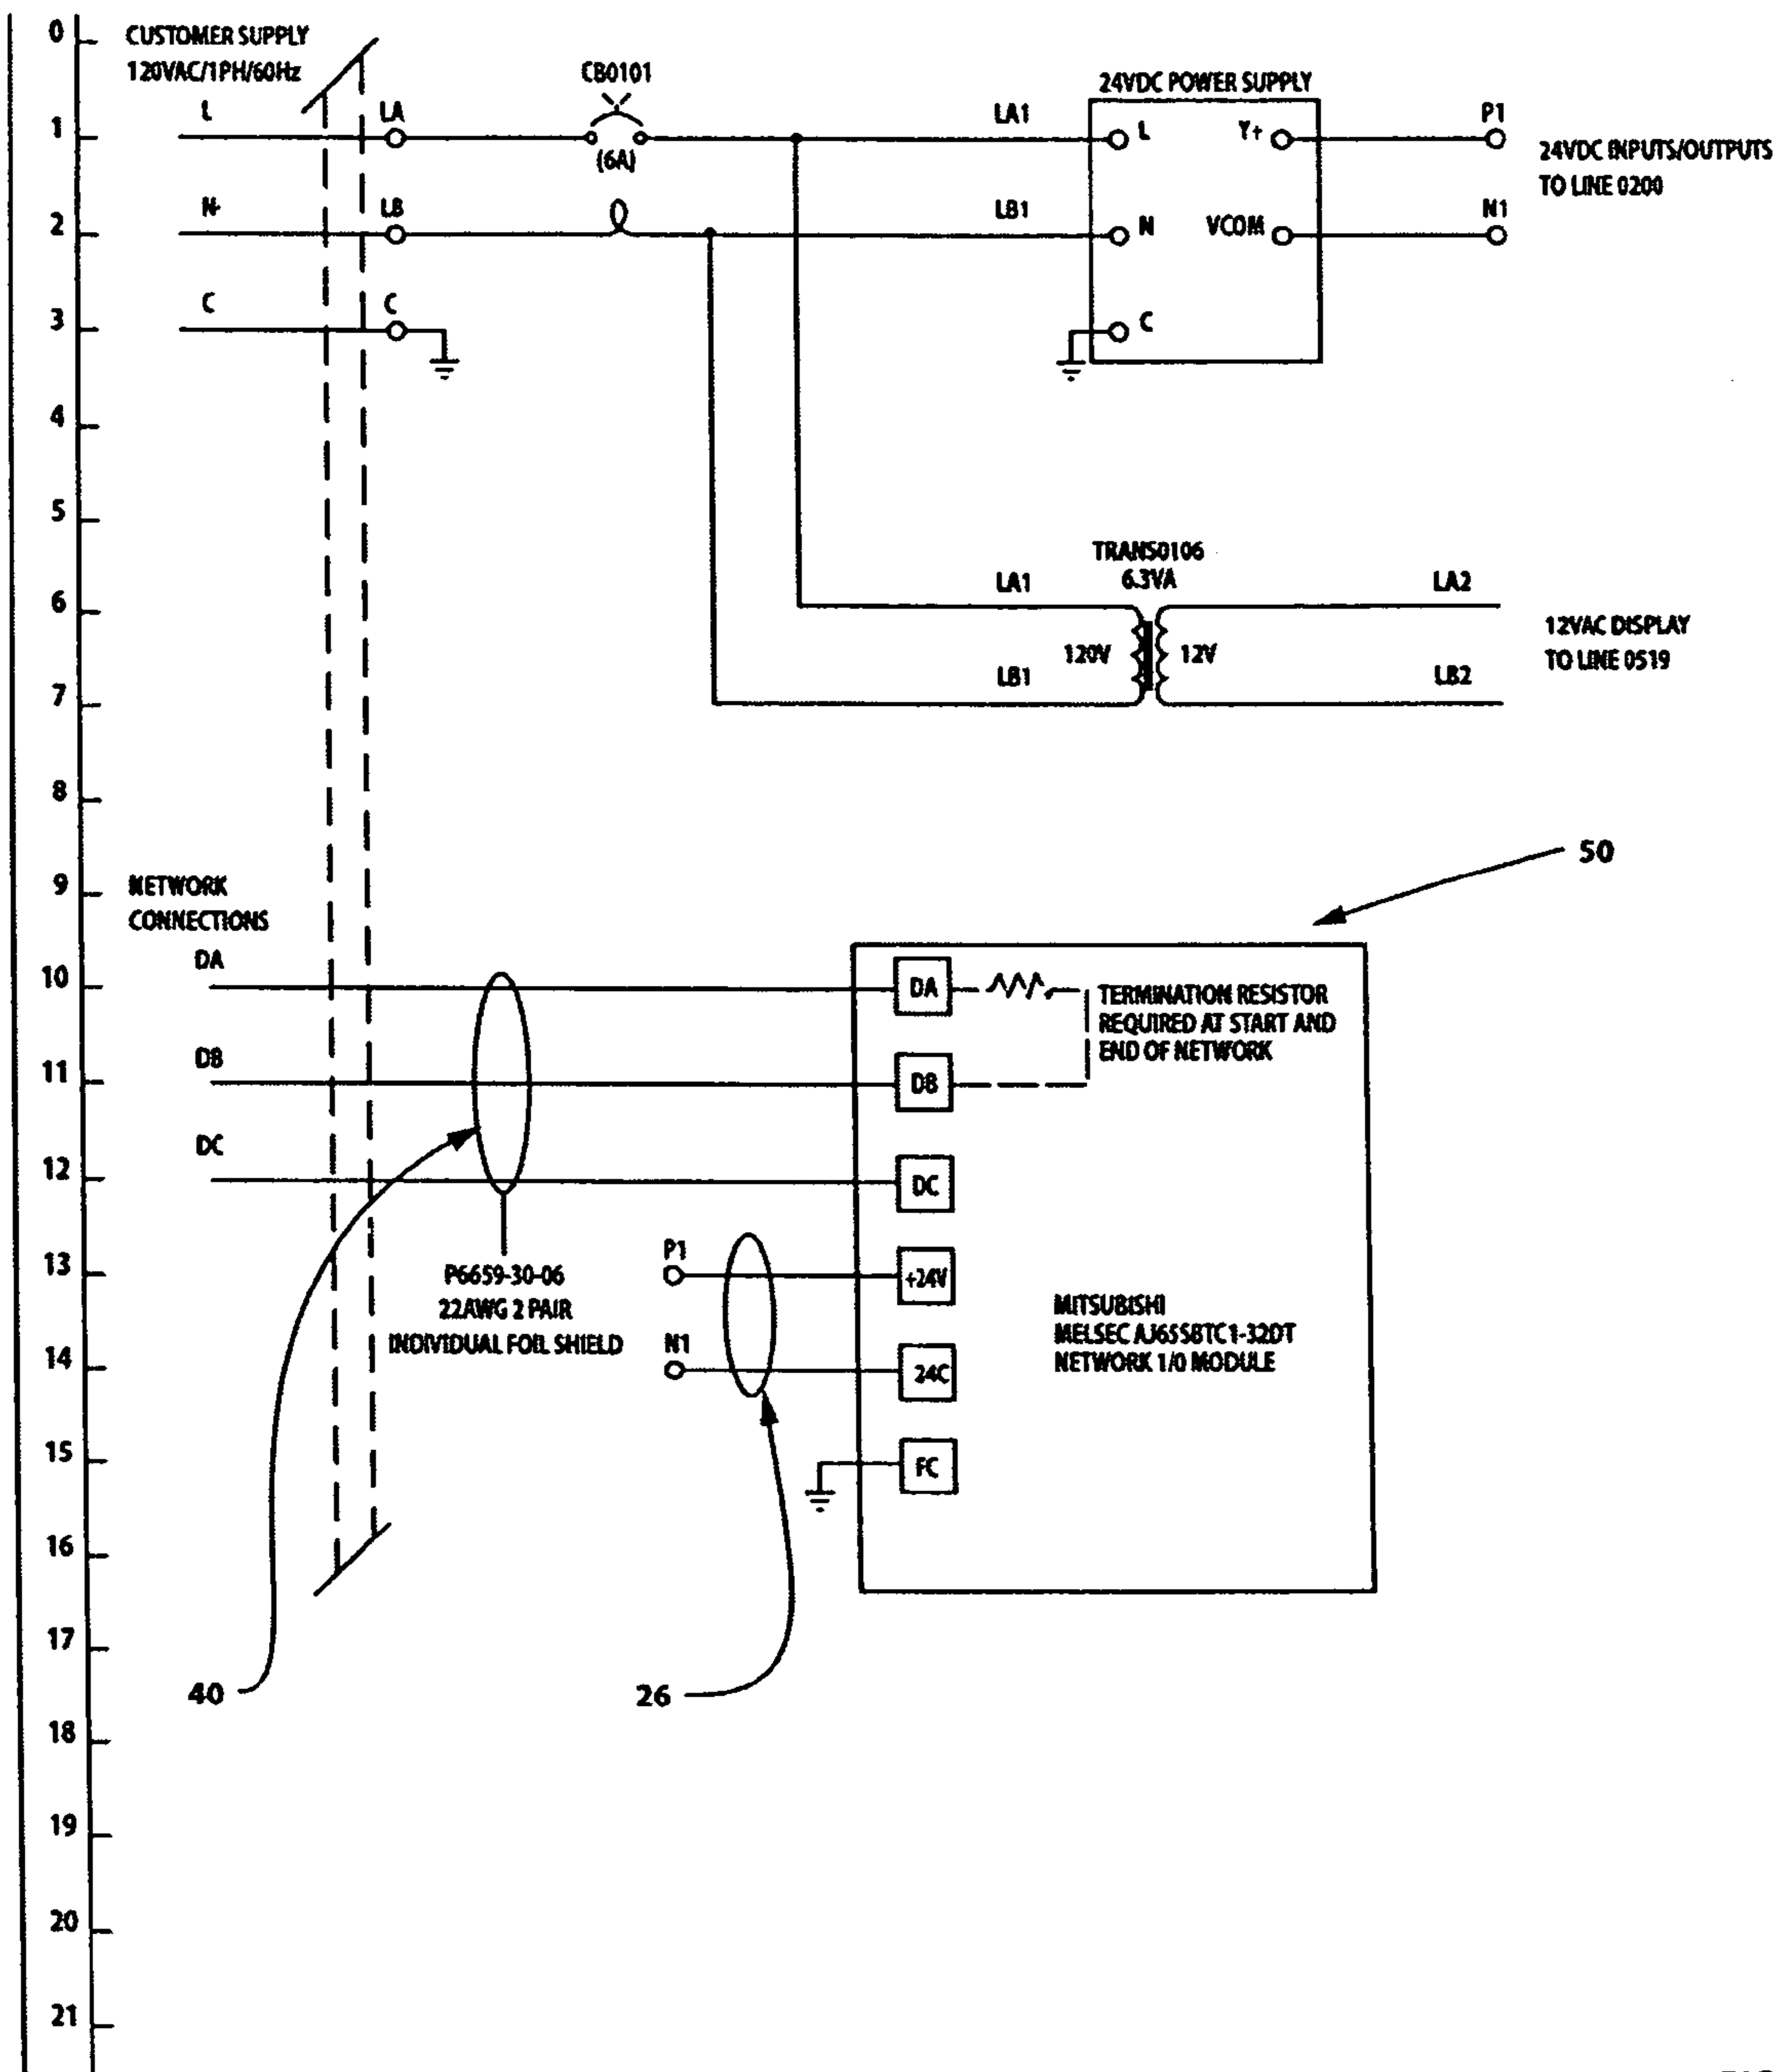 0
CUSTOMER SUPPLY
120VAC/1PH/60Hz
CB0101
24VDC POWER SUPPLY
1
L
LA
(6A)
LA1
L
Y+
P1
24VDC INPUTS/OUTPUTS
TO LINE 0200
2
N
LB
LB1
N
VCOM
N1
3
C
C
C
4
5
TRANS0106
6.3VA
6
LA1
LA2
120V
12V
12VAC DISPLAY
TO LINE 0519
7
LB1
LB2
8
50
9
NETWORK
CONNECTIONS
10
DA
DA
TERMINATION RESISTOR
REQUIRED AT START AND
END OF NETWORK
11
DB
DB
12
DC
DC
13
P6659-30-06
22AWG 2 PAIR
INDIVIDUAL FOIL SHIELD
P1
+24V
MITSUBISHI
MELSEC AJ65SBTC1-32DT
NETWORK 1/0 MODULE
14
N1
24C
15
FC
16
17
40
26
18
19
20
21